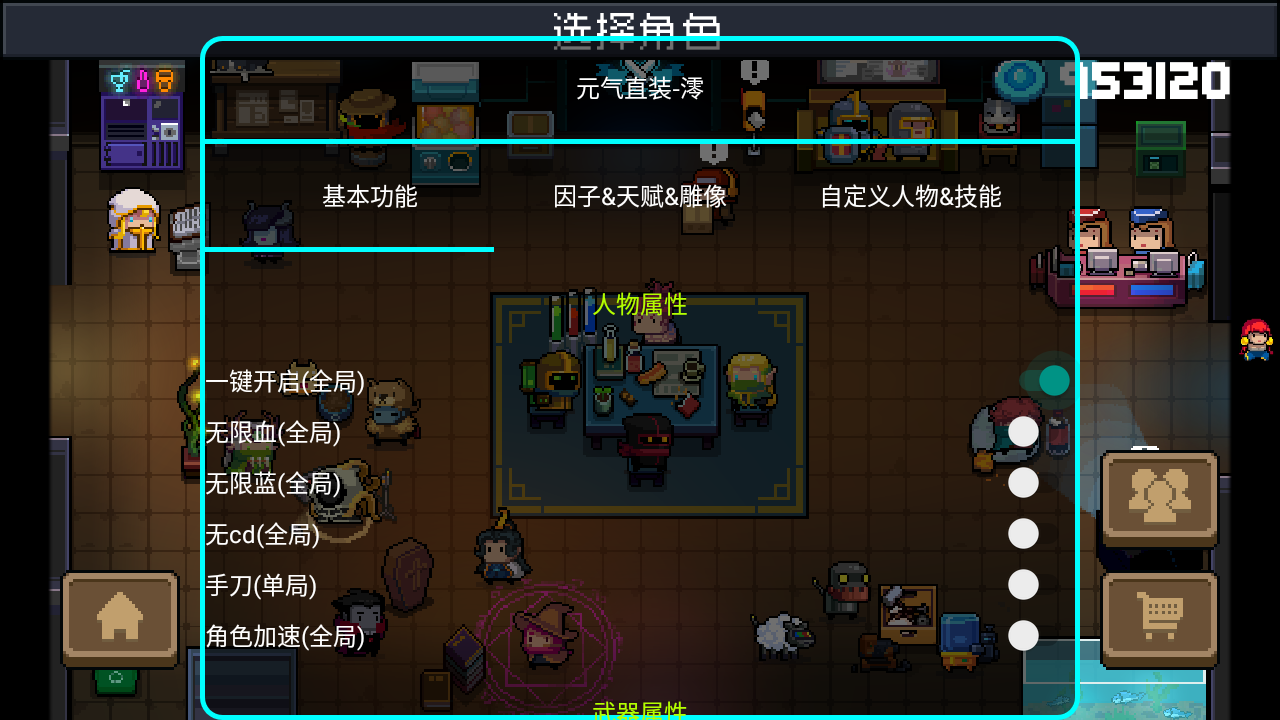 选择角色
元气直装-澪
153120
基本功能
因子&天赋&雕像
自定义人物&技能
人物属性
一键开启(全局)
无限血(全局)
无限蓝(全局)
无cd(全局)
手刀(单局)
角色加速(全局)
武器属性